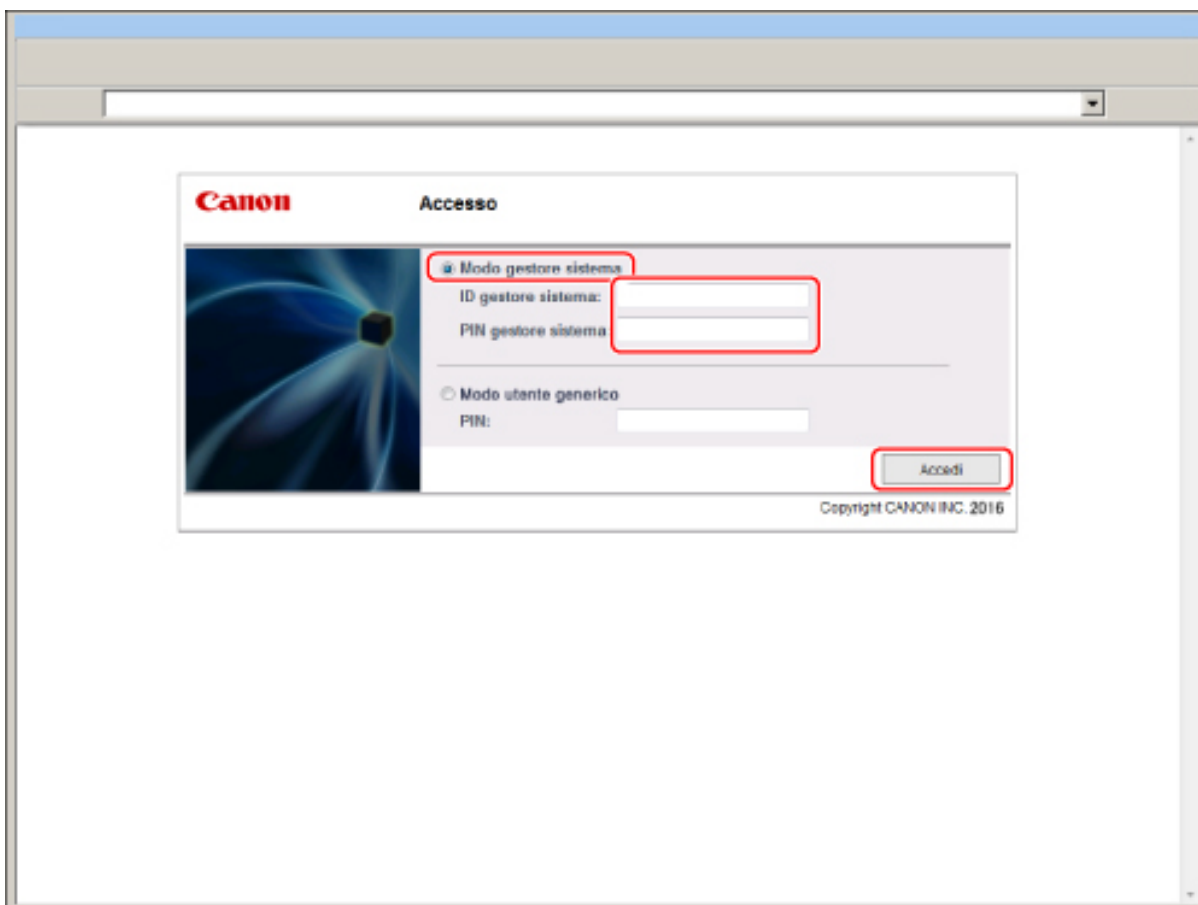 Canon
Accesso
Modo gestore sistema
ID gestore sistema:
PIN gestore sistema
Modo utente generico
PIN:
Accedi
Copyright CANON INC. 2016